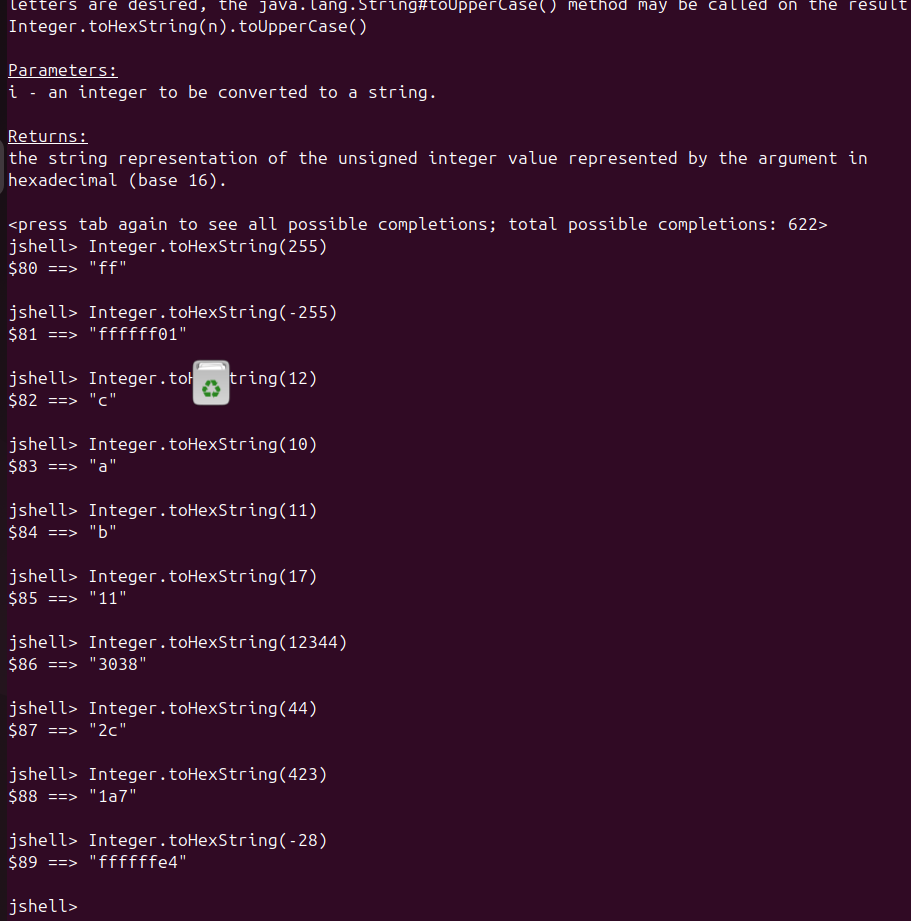 letters are desired, the java.lang.String#toUpperCase() method may be called on the result
Integer.toHexString(n).toUpperCase()
Parameters:
i - an integer to be converted to a string.
Returns:
the string representation of the unsigned integer value represented by the argument in
hexadecimal (base 16).
<press tab again to see all possible completions; total possible completions: 622>
jshell> Integer.toHexString(255)
$80 ==> "ff"
jshell> Integer.toHexString(-255)
$81 ==> "ffffff01"
jshell> Integer.toH tring(12)
$82 ==> "c"
jshell> Integer.toHexString(10)
$83 ==> "a"
jshell> Integer.toHexString(11)
$84 ==> "b"
jshell> Integer.toHexString(17)
$85 ==> "11"
jshell> Integer.toHexString(12344)
$86 ==> "3038"
jshell> Integer.toHexString(44)
$87 ==> "2c"
jshell> Integer.toHexString(423)
$88 ==> "1a7"
jshell> Integer.toHexString(-28)
$89 ==> "ffffffe4"
jshell>